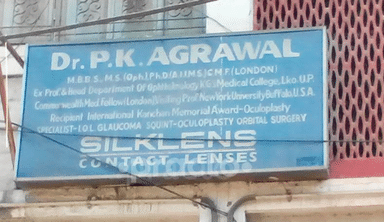 Dr. P.K. AGRAWAL
M.B.B.S., M.S.(Oph) Ph.D (AIIMS) C M F (LONDON)
Ex Prof & Head Department Of Ophthalmology, KG's Medical College, Lko. U.P.
Commonwealth Med. Fellow (London) Visiting Prof. New York University Buffalo U.S.A.
Recipient International Kanchan Memorial Award-Oculoplasty
SPECIALIST-I.O.L. GLAUCOMA SQUINT-OCULOPLASTY ORBITAL SURGERY
SILKLENS
CONTACT LENSES